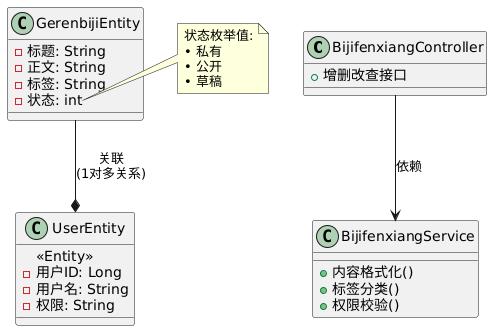 C GerenbijiEntity
标题: String
正文: String
标签: String
状态: int
状态枚举值:
• 私有
• 公开
• 草稿
C BijifenxiangController
增删改查接口
关联
(1对多关系)
依赖
C UserEntity
«Entity»
用户ID: Long
用户名: String
权限: String
C BijifenxiangService
内容格式化()
标签分类()
权限校验()